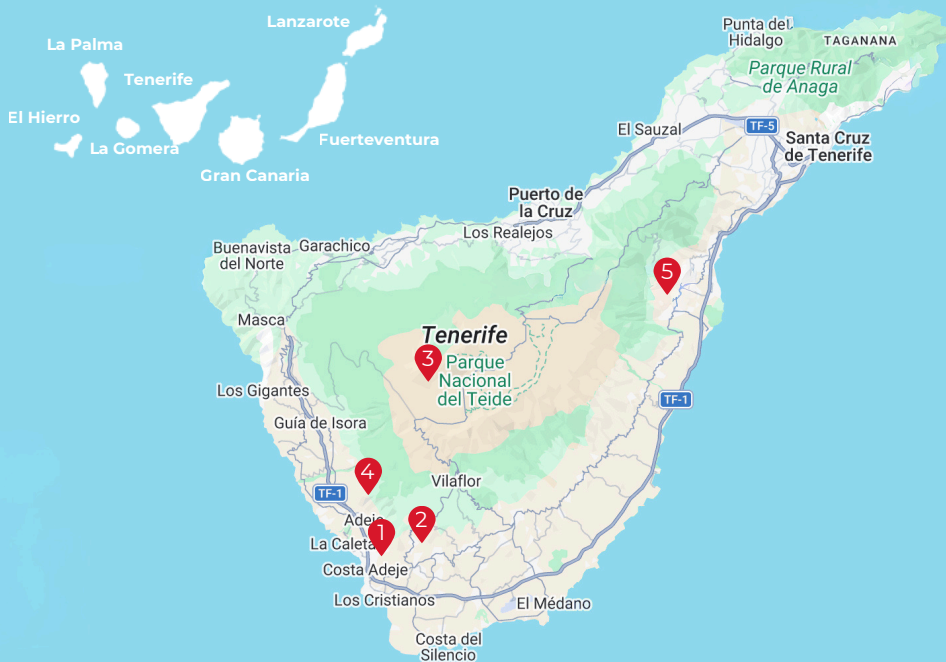 Lanzarote
La Palma
Tenerife
El Hierro
La Gomera
Fuerteventura
Gran Canaria
Punta del
Hidalgo
TAGANANA
Parque Rural
de Anaga
El Sauzal
TF-5
Santa Cruz
de Tenerife
Puerto de
la Cruz
Los Realejos
Buenavista
del Norte
Garachico
5
Masca
Tenerife
3
Parque
Nacional
del Teide
Los Gigantes
TF-1
Guía de Isora
4
Vilaflor
TF-1
Adeje
2
1
La Caleta
Costa Adeje
Los Cristianos
El Médano
Costa del
Silencio